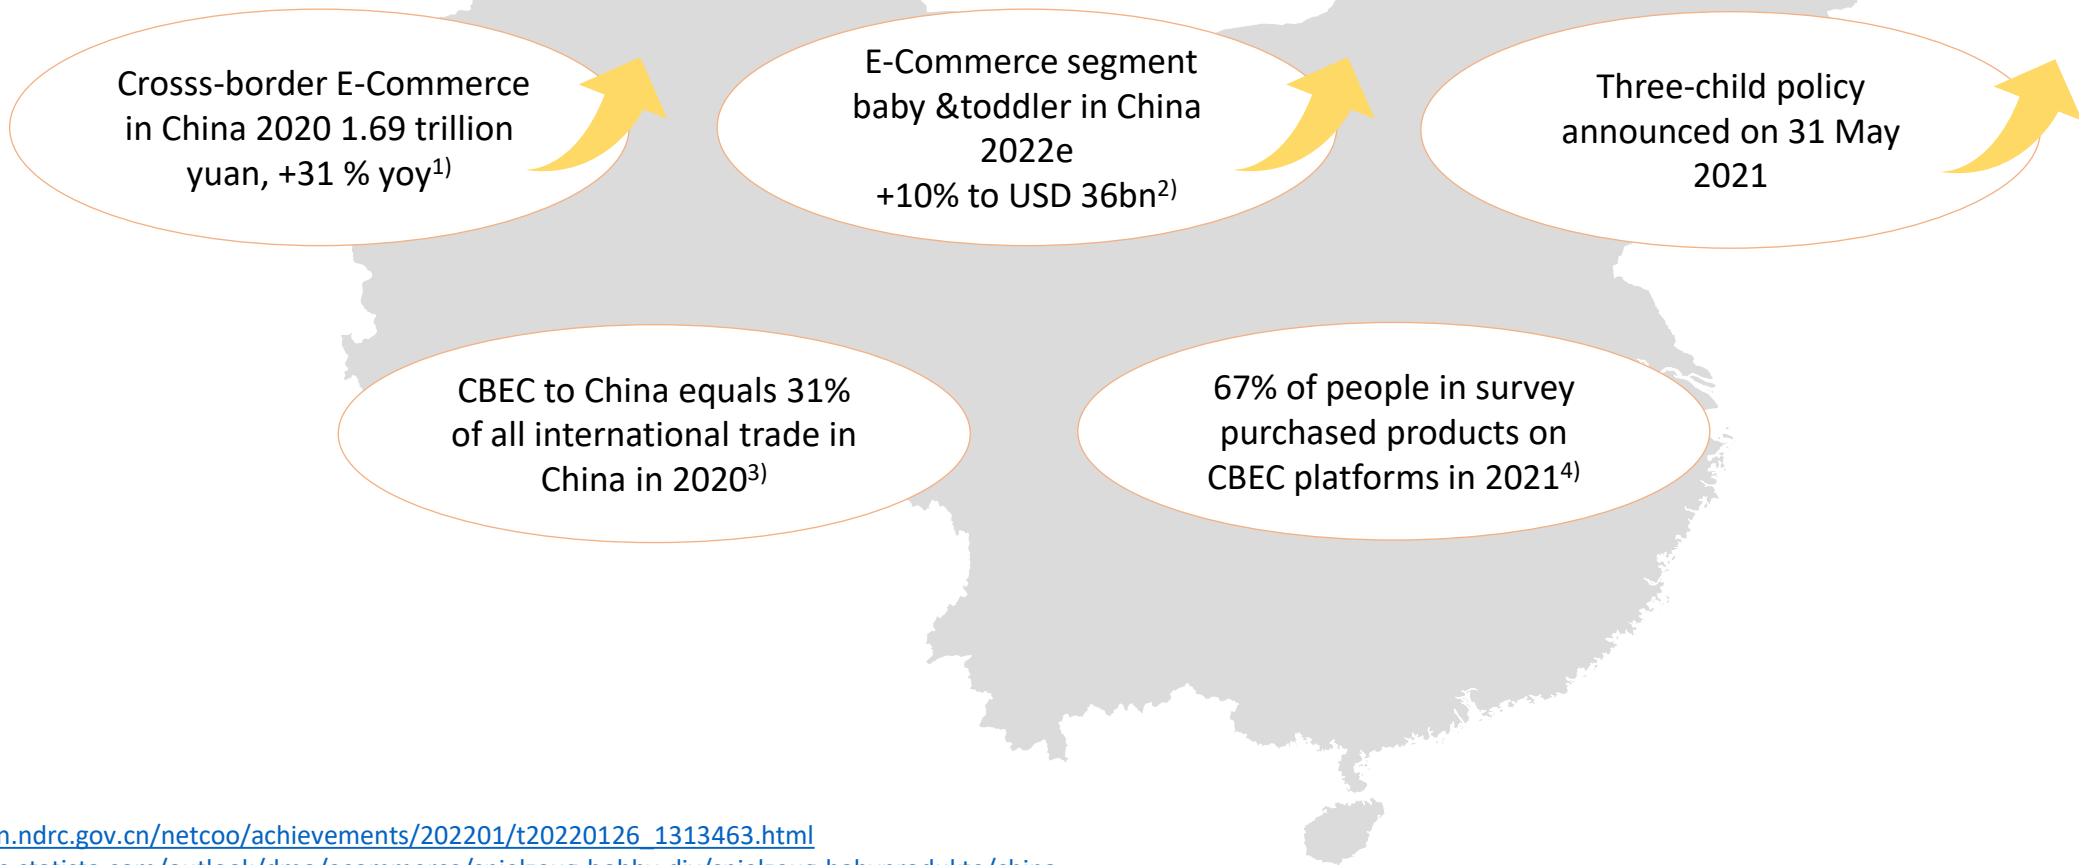 Crosss-border E-Commerce
in China 2020 1.69 trillion
yuan, +31 % yoy1)
E-Commerce segment
baby &toddler in China
2022e
+10% to USD 36bn2)
Three-child policy
announced on 31 May
2021
CBEC to China equals 31%
of all international trade in
China in 20203)
67% of people in survey
purchased products on
CBEC platforms in 20214)
n.ndrc.gov.cn/netcoo/achievements/202201/t20220126_1313463.html